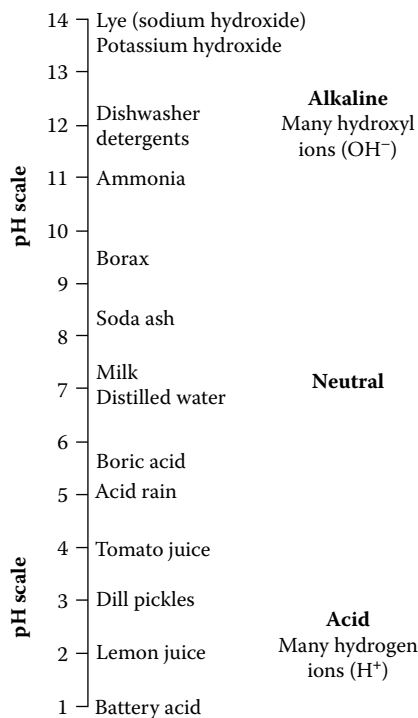 14 Lye (sodium hydroxide)
Potassium hydroxide
13
Alkaline
Many hydroxyl
ions (OH⁻)
Dishwasher
12
detergents
11 Ammonia
pH scale
10
Borax
9
Soda ash
8
Milk
7
Distilled water
Neutral
6
Boric acid
5 Acid rain
4 Tomato juice
pH scale
3 Dill pickles
Acid
Many hydrogen
ions (H⁺)
2 Lemon juice
1 Battery acid